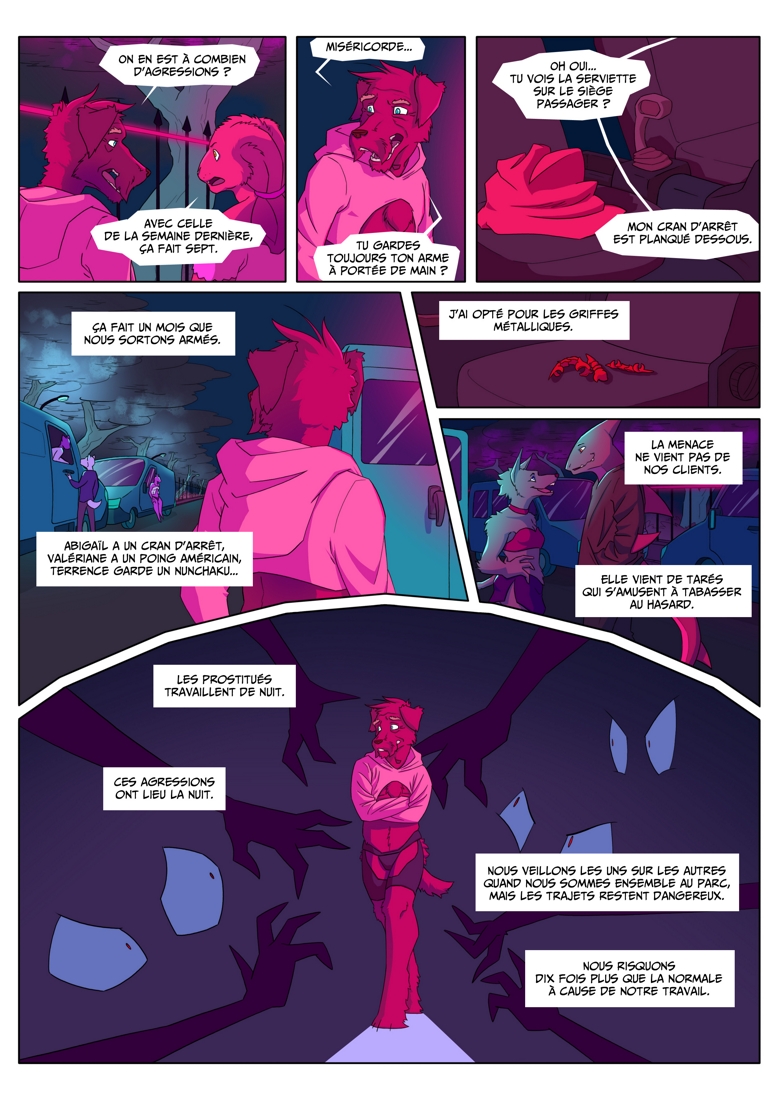 ON EN EST À COMBIEN
D'AGRESSIONS ?
AVEC CELLE
DE LA SEMAINE DERNIÈRE,
ÇA FAIT SEPT.
MISÉRICORDE...
TU GARDES
TOUJOURS TON ARME
À PORTÉE DE MAIN ?
OH OUI...
TU VOIS LA SERVIETTE
SUR LE SIÈGE
PASSAGER ?
MON CRAN D'ARRÊT
EST PLANQUÉ DESSOUS.
ÇA FAIT UN MOIS QUE
NOUS SORTONS ARMÉS.
ABIGAÏL A UN CRAN D'ARRÊT,
VALÉRIANE A UN POING AMÉRICAIN,
TERRENCE GARDE UN NUNCHAKU...
J'AI OPTÉ POUR LES GRIFFES
MÉTALLIQUES.
LA MENACE
NE VIENT PAS DE
NOS CLIENTS.
ELLE VIENT DE TARÉS
QUI S'AMUSENT À TABASSER
AU HASARD.
LES PROSTITUÉS
TRAVAILLENT DE NUIT.
CES AGRESSIONS
ONT LIEU LA NUIT.
NOUS VEILLONS LES UNS SUR LES AUTRES
QUAND NOUS SOMMES ENSEMBLE AU PARC,
MAIS LES TRAJETS RESTENT DANGEREUX.
NOUS RISQUONS
DIX FOIS PLUS QUE LA NORMALE
À CAUSE DE NOTRE TRAVAIL.